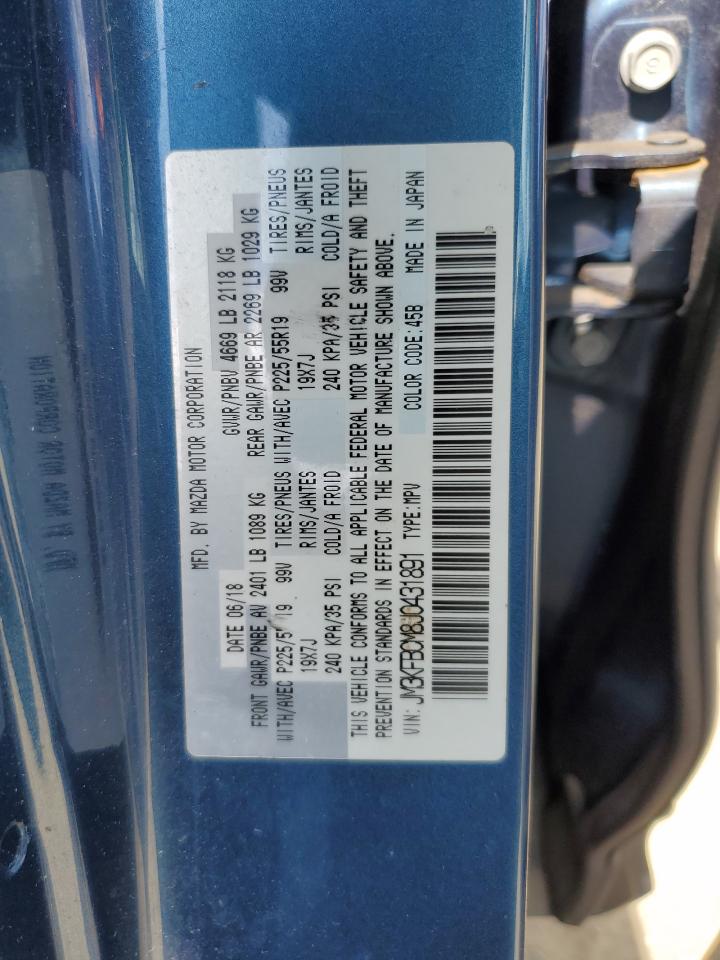 MFD. BY MAZDA MOTOR CORPORATION
DATE 06/18
GVWR/PNBV 4669 LB 2118 KG
FRONT GAWR/PNBE AV 2401 LB 1089 KG
REAR GAWR/PNBE AR 2269 LB 1029 KG
WITH/AVEC P225/5 19 99V TIRES/PNEUS WITH/AVEC P225/55R19 99V TIRES/PNEUS
19X7J RIMS/JANTES 19X7J RIMS/JANTES
240 KPA/35 PSI COLD/A FROID 240 KPA/35 PSI COLD/A FROID
THIS VEHICLE CONFORMS TO ALL APPLICABLE FEDERAL MOTOR VEHICLE SAFETY AND THEFT
PREVENTION STANDARDS IN EFFECT ON THE DATE OF MANUFACTURE SHOWN ABOVE.
VIN: JM3KFBCM8J0431891 TYPE:MPV COLOR CODE:45B MADE IN JAPAN